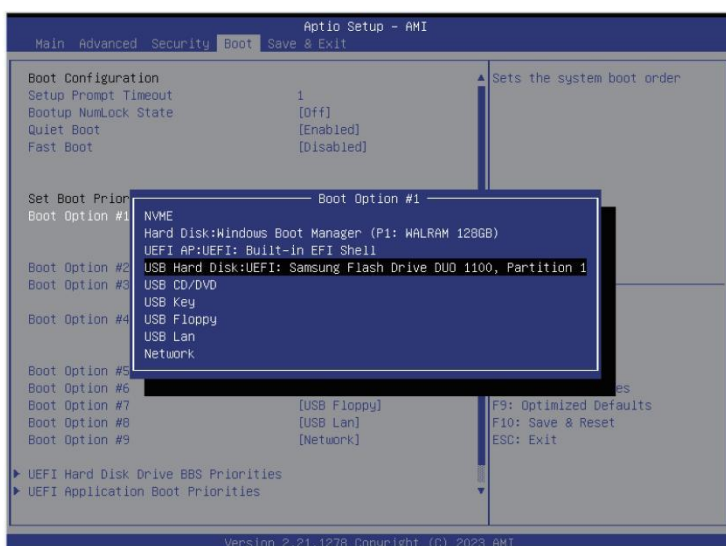 Aptio Setup - AMI
Main Advanced Security Boot Save & Exit
Boot Configuration
Setup Prompt Timeout 1
Bootup NumLock State [Off]
Quiet Boot [Enabled]
Fast Boot [Disabled]
Set Boot Prior
Boot Option #1
Boot Option #2
Boot Option #3
Boot Option #4
Boot Option #5
Boot Option #6
Boot Option #7 [USB Floppy]
Boot Option #8 [USB Lan]
Boot Option #9 [Network]
UEFI Hard Disk Drive BBS Priorities
UEFI Application Boot Priorities
Boot Option #1
NVME
Hard Disk:Windows Boot Manager (P1: WALRAM 128GB)
UEFI AP:UEFI: Built-in EFI Shell
USB Hard Disk:UEFI: Samsung Flash Drive DUO 1100, Partition 1
USB CD/DVD
USB Key
USB Floppy
USB Lan
Network
Sets the system boot order
es
F9: Optimized Defaults
F10: Save & Reset
ESC: Exit
Version 2.21.1278 Copyright (C) 2023 AMI